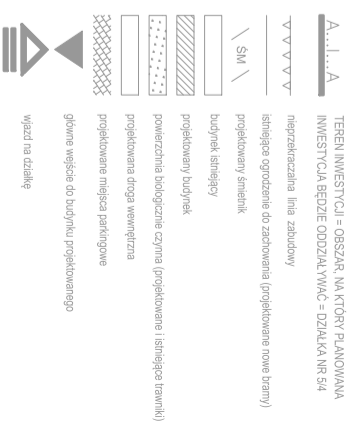 A...I...A
TEREN INWESTYCJI = OBSZAR, NA KTÓRY PLANOWANA
INWESTYCJA BĘDZIE ODDZIAŁYWAĆ = DZIAŁKA NR 5/4
nieprzekraczalna linia zabudowy
istniejące ogrodzenie do zachowania (projektowane nowe bramy)
ŚM
projektowany śmietnik
budynek istniejący
projektowany budynek
powierzchnia biologicznie czynna (projektowane i istniejące trawniki)
projektowana droga wewnętrzna
projektowane miejsca parkingowe
główne wejście do budynku projektowanego
wjazd na działkę